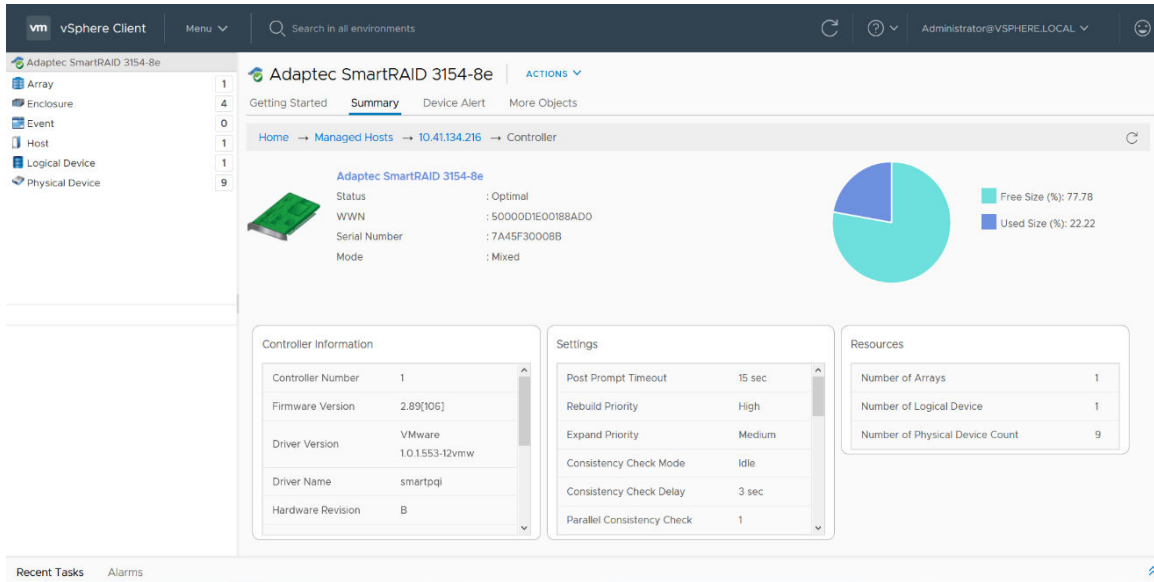 vm vSphere Client Menu Search in all environments Administrator@VSPHERE.LOCAL
Adaptec SmartRAID 3154-8e
Array 1
Enclosure 4
Event 0
Host 1
Logical Device 1
Physical Device 9
Adaptec SmartRAID 3154-8e ACTIONS
Getting Started Summary Device Alert More Objects
Home → Managed Hosts → 10.41.134.216 → Controller
Adaptec SmartRAID 3154-8e
Status : Optimal
WWN : 50000D1E00188AD0
Serial Number : 7A45F30008B
Mode : Mixed
Free Size (%): 77.78
Used Size (%): 22.22
Controller Information
Controller Number 1
Firmware Version 2.89[106]
Driver Version VMware
1.0.1.553-12vmw
Driver Name smartpqi
Hardware Revision B
Settings
Post Prompt Timeout 15 sec
Rebuild Priority High
Expand Priority Medium
Consistency Check Mode Idle
Consistency Check Delay 3 sec
Parallel Consistency Check 1
Resources
Number of Arrays 1
Number of Logical Device 1
Number of Physical Device Count 9
Recent Tasks Alarms